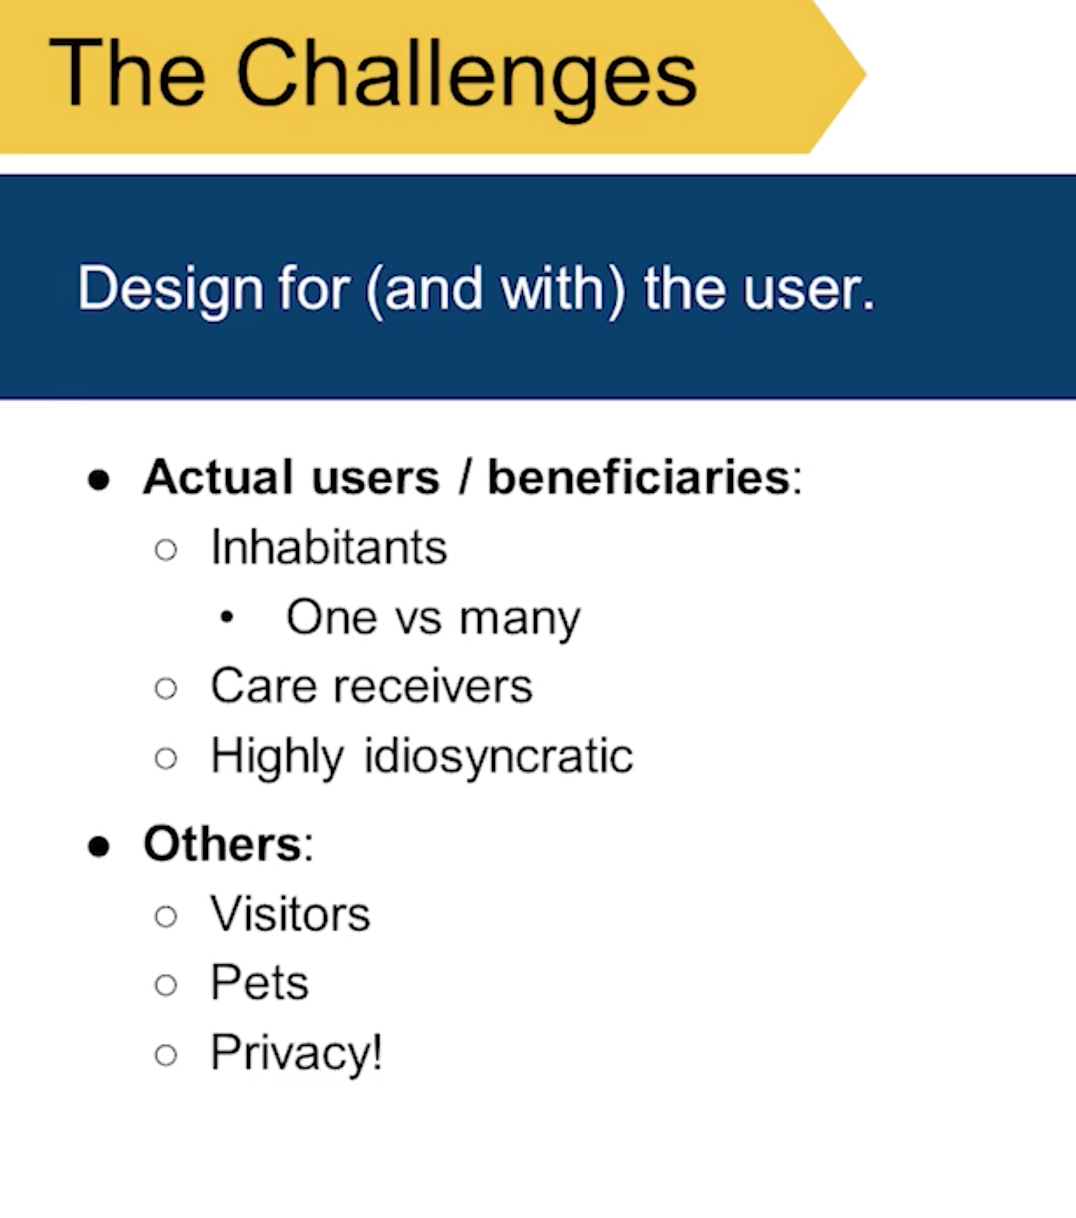 The Challenges
Design for (and with) the user.
● Actual users / beneficiaries:
○ Inhabitants
• One vs many
○ Care receivers
○ Highly idiosyncratic
● Others:
○ Visitors
○ Pets
○ Privacy!